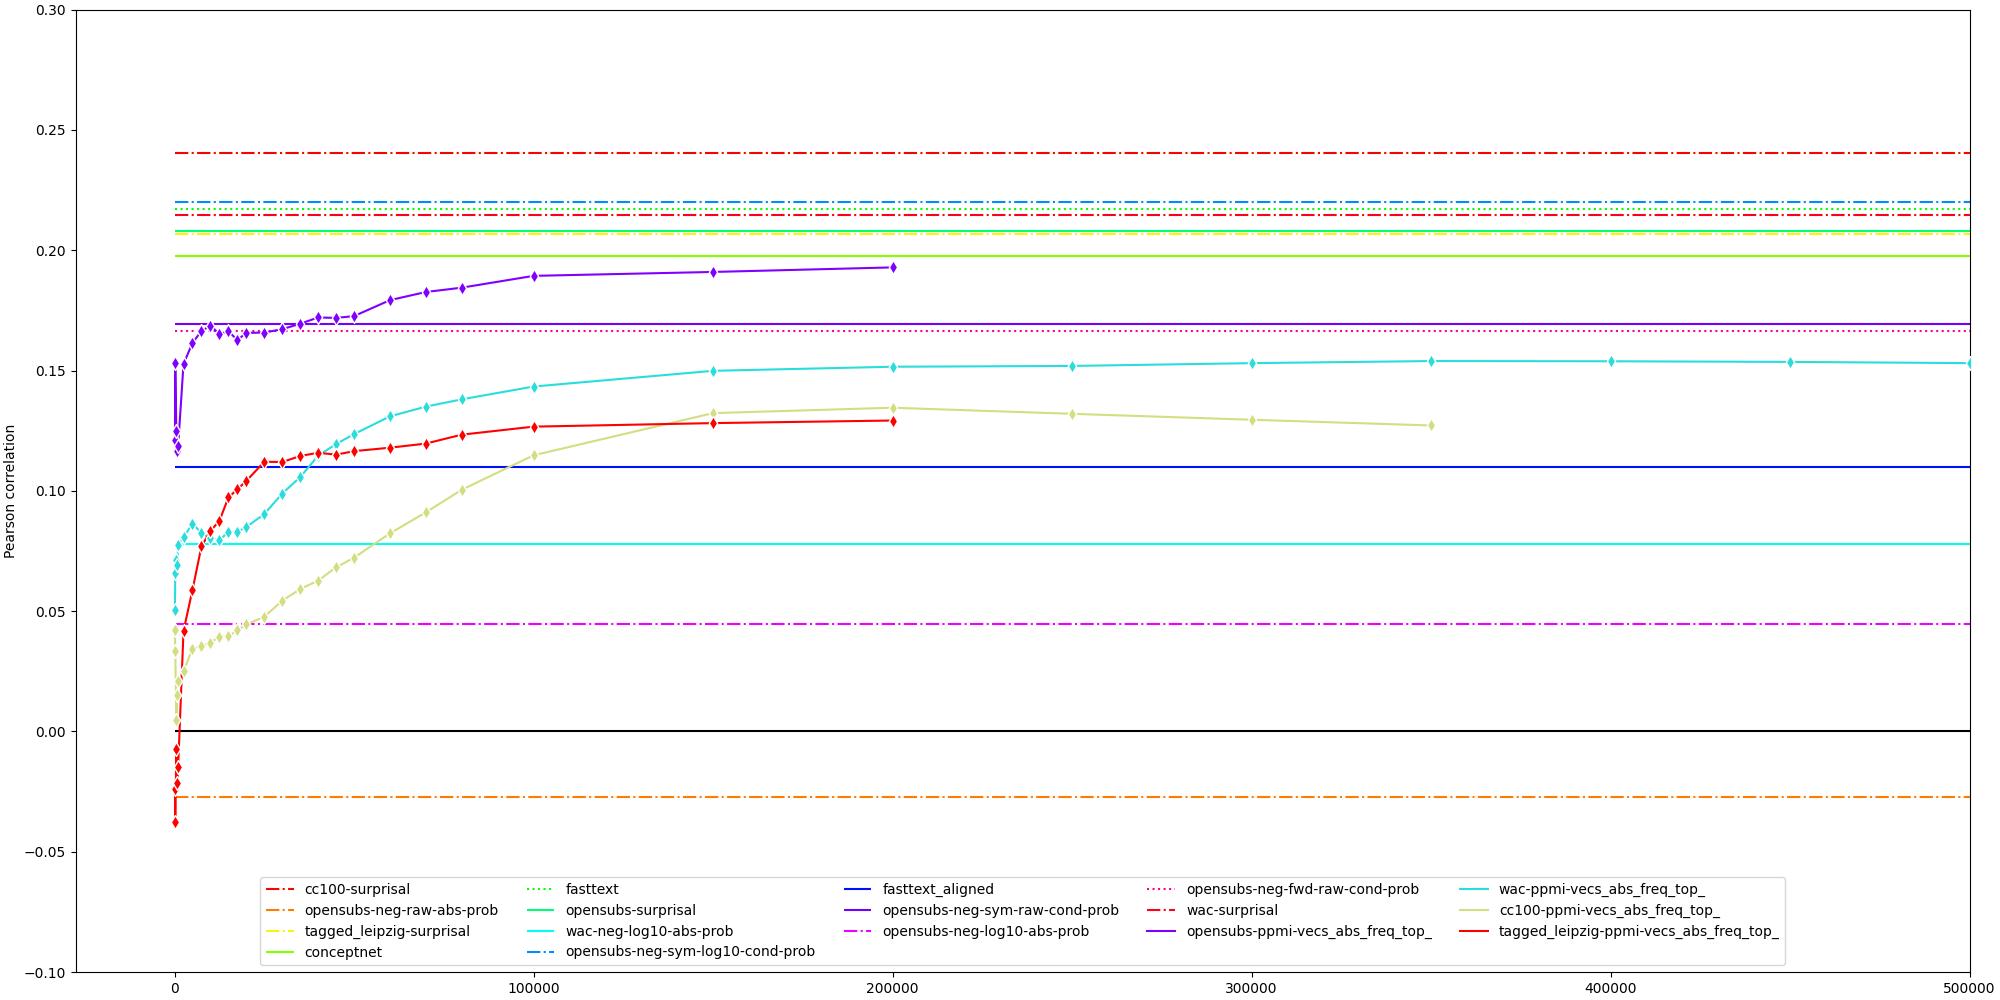 0.30
0.25
0.20
0.15
0.10
0.05
0.00
−0.05
−0.10
Pearson correlation
cc100-surprisal
opensubs-neg-raw-abs-prob
tagged_leipzig-surprisal
conceptnet
fasttext
opensubs-surprisal
wac-neg-log10-abs-prob
opensubs-neg-sym-log10-cond-prob
fasttext_aligned
opensubs-neg-sym-raw-cond-prob
opensubs-neg-log10-abs-prob
opensubs-neg-fwd-raw-cond-prob
wac-surprisal
opensubs-ppmi-vecs_abs_freq_top_
wac-ppmi-vecs_abs_freq_top_
cc100-ppmi-vecs_abs_freq_top_
tagged_leipzig-ppmi-vecs_abs_freq_top_
0 100000 200000 300000 400000 500000